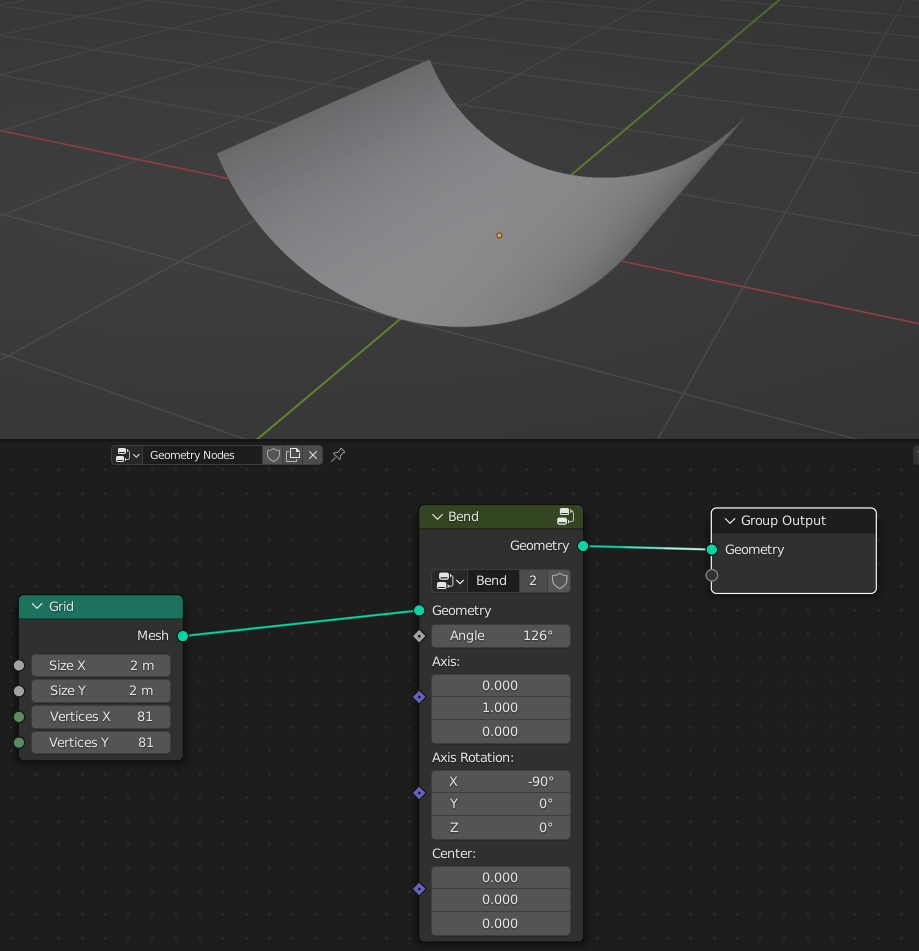 Geometry Nodes
Grid
Mesh
Size X 2 m
Size Y 2 m
Vertices X 81
Vertices Y 81
Bend
Geometry
Bend 2
Geometry
Angle 126°
Axis:
0.000
1.000
0.000
Axis Rotation:
X -90°
Y 0°
Z 0°
Center:
0.000
0.000
0.000
Group Output
Geometry